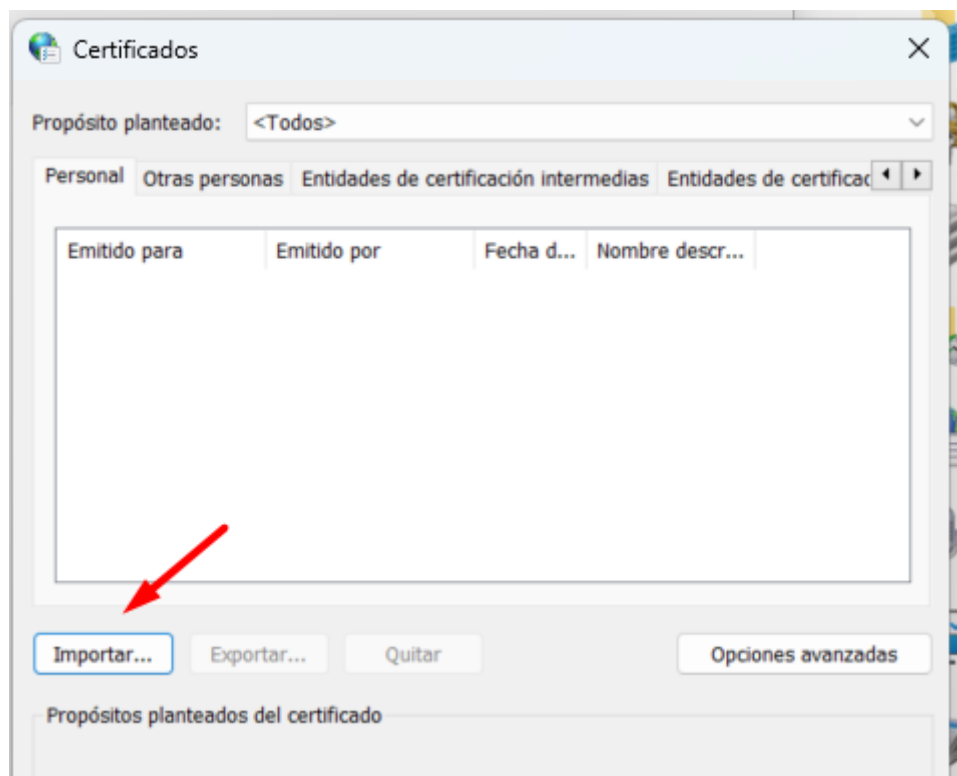 Certificados
Propósito planteado: <Todos>
Personal Otras personas Entidades de certificación intermedias Entidades de certificac
Emitido para Emitido por Fecha d... Nombre descr...
Importar... Exportar... Quitar Opciones avanzadas
Propósitos planteados del certificado